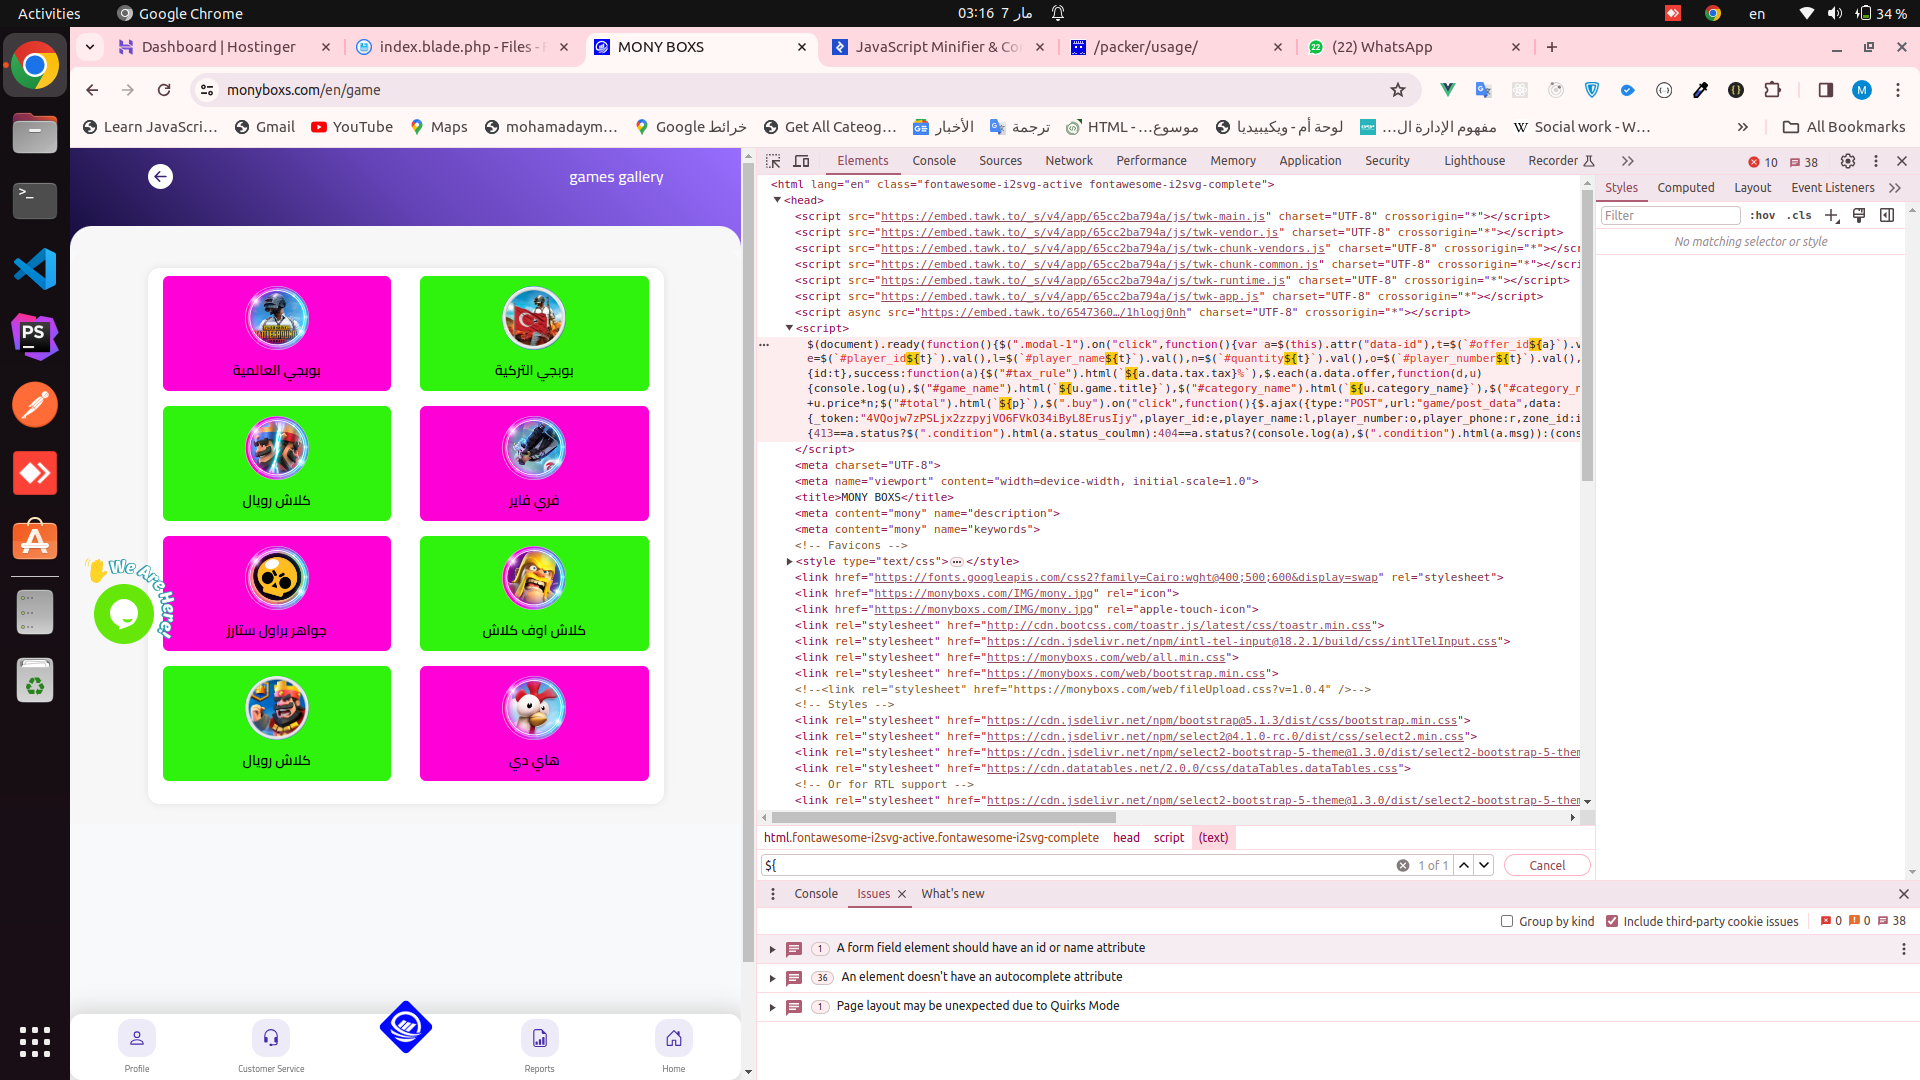 Activities
Google Chrome
03:16 7 مار
en
34 %
Dashboard | Hostinger
index.blade.php - Files - F
MONY BOXS
JavaScript Minifier & Co
/packer/usage/
(22) WhatsApp
monyboxs.com/en/game
M
Learn JavaScri…
Gmail
YouTube
Maps
mohamadaym…
خرائط Google
Get All Cateog…
الأخبار
ترجمة
موسوع… - HTML
لوحة أم - ويكيبيديا
مفهوم الإدارة ال…
Social work - W…
All Bookmarks
games gallery
بوبجي العالمية
بوبجي التركية
كلاش رويال
فري فاير
We Are Here!
جواهر براول ستارز
كلاش اوف كلاش
كلاش رويال
هاي دي
Profile
Customer Service
Reports
Home
Elements
Console
Sources
Network
Performance
Memory
Application
Security
Lighthouse
Recorder
10
38
<html lang="en" class="fontawesome-i2svg-active fontawesome-i2svg-complete">
<head>
<script src="https://embed.tawk.to/_s/v4/app/65cc2ba794a/js/twk-main.js" charset="UTF-8" crossorigin="*"></script>
<script src="https://embed.tawk.to/_s/v4/app/65cc2ba794a/js/twk-vendor.js" charset="UTF-8" crossorigin="*"></script>
<script src="https://embed.tawk.to/_s/v4/app/65cc2ba794a/js/twk-chunk-vendors.js" charset="UTF-8" crossorigin="*"></scr
<script src="https://embed.tawk.to/_s/v4/app/65cc2ba794a/js/twk-chunk-common.js" charset="UTF-8" crossorigin="*"></scri
<script src="https://embed.tawk.to/_s/v4/app/65cc2ba794a/js/twk-runtime.js" charset="UTF-8" crossorigin="*"></script>
<script src="https://embed.tawk.to/_s/v4/app/65cc2ba794a/js/twk-app.js" charset="UTF-8" crossorigin="*"></script>
<script async src="https://embed.tawk.to/6547360…/1hlogj0nh" charset="UTF-8" crossorigin="*"></script>
<script>
$(document).ready(function(){$(".modal-1").on("click",function(){var a=$(this).attr("data-id"),t=$(`#offer_id${a}`).v
e=$(`#player_id${t}`).val(),l=$(`#player_name${t}`).val(),n=$(`#quantity${t}`).val(),o=$(`#player_number${t}`).val(),
{id:t},success:function(a){$("#tax_rule").html(`${a.data.tax.tax}%`),$.each(a.data.offer,function(d,u)
{console.log(u),$("#game_name").html(`${u.game.title}`),$("#category_name").html(`${u.category_name}`),$("#category_n
+u.price*n;$("#total").html(`${p}`),$(".buy").on("click",function(){$.ajax({type:"POST",url:"game/post_data",data:
{_token:"4VQojw7zPSLjx2zzpyjVO6FVkO34iByL8ErusIjy",player_id:e,player_name:l,player_number:o,player_phone:r,zone_id:i
{413==a.status?$(".condition").html(a.status_coulmn):404==a.status?(console.log(a),$(".condition").html(a.msg)):(cons
</script>
<meta charset="UTF-8">
<meta name="viewport" content="width=device-width, initial-scale=1.0">
<title>MONY BOXS</title>
<meta content="mony" name="description">
<meta content="mony" name="keywords">
<!-- Favicons -->
<style type="text/css">…</style>
<link href="https://fonts.googleapis.com/css2?family=Cairo:wght@400;500;600&display=swap" rel="stylesheet">
<link href="https://monyboxs.com/IMG/mony.jpg" rel="icon">
<link href="https://monyboxs.com/IMG/mony.jpg" rel="apple-touch-icon">
<link rel="stylesheet" href="http://cdn.bootcss.com/toastr.js/latest/css/toastr.min.css">
<link rel="stylesheet" href="https://cdn.jsdelivr.net/npm/intl-tel-input@18.2.1/build/css/intlTelInput.css">
<link rel="stylesheet" href="https://monyboxs.com/web/all.min.css">
<link rel="stylesheet" href="https://monyboxs.com/web/bootstrap.min.css">
<!--<link rel="stylesheet" href="https://monyboxs.com/web/fileUpload.css?v=1.0.4" />-->
<!-- Styles -->
<link rel="stylesheet" href="https://cdn.jsdelivr.net/npm/bootstrap@5.1.3/dist/css/bootstrap.min.css">
<link rel="stylesheet" href="https://cdn.jsdelivr.net/npm/select2@4.1.0-rc.0/dist/css/select2.min.css">
<link rel="stylesheet" href="https://cdn.jsdelivr.net/npm/select2-bootstrap-5-theme@1.3.0/dist/select2-bootstrap-5-them
<link rel="stylesheet" href="https://cdn.datatables.net/2.0.0/css/dataTables.dataTables.css">
<!-- Or for RTL support -->
<link rel="stylesheet" href="https://cdn.jsdelivr.net/npm/select2-bootstrap-5-theme@1.3.0/dist/select2-bootstrap-5-them
html.fontawesome-i2svg-active.fontawesome-i2svg-complete
head
script
(text)
${
1 of 1
Cancel
Styles
Computed
Layout
Event Listeners
Filter
:hov
.cls
No matching selector or style
Console
Issues
What's new
Group by kind
Include third-party cookie issues
0
0
38
1 A form field element should have an id or name attribute
36 An element doesn't have an autocomplete attribute
1 Page layout may be unexpected due to Quirks Mode